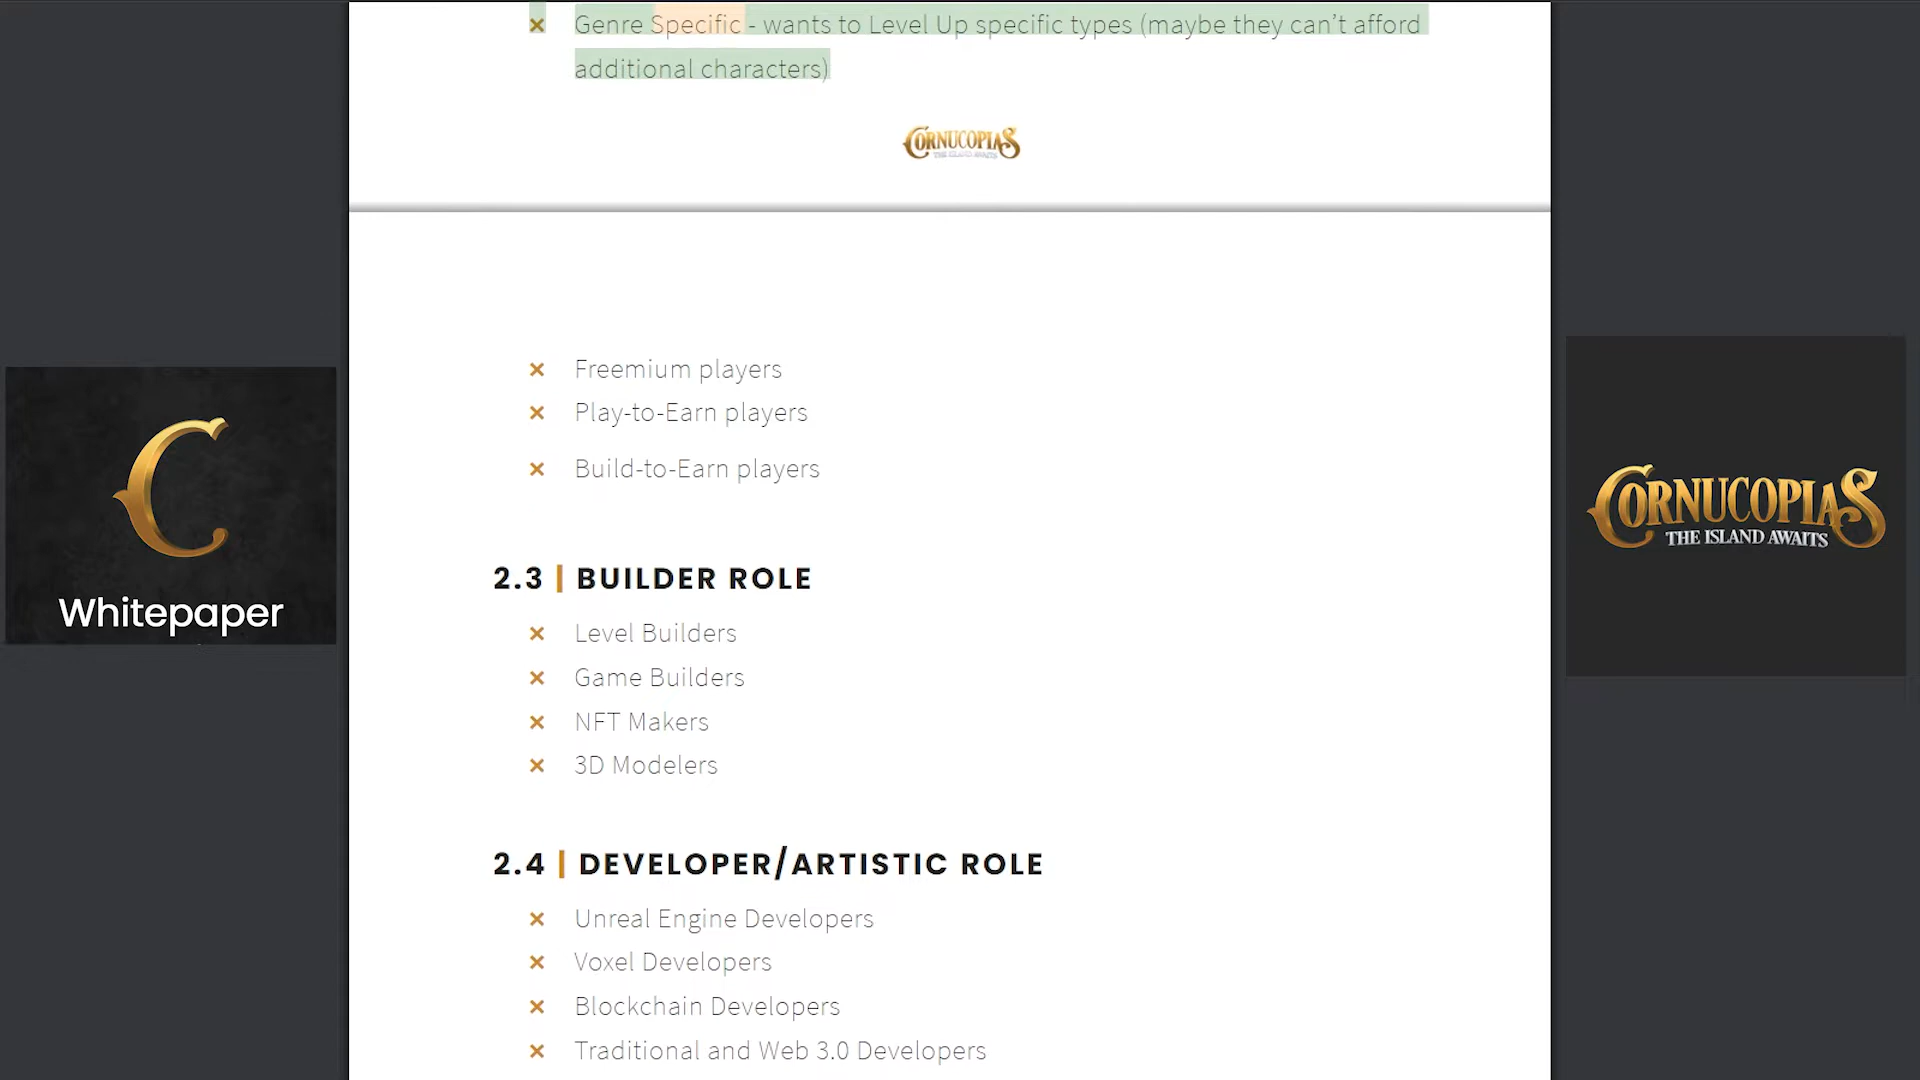 × Genre Specific - wants to Level Up specific types (maybe they can’t afford
additional characters)
CORNUCOPIAS
THE ISLAND AWAITS
× Freemium players
× Play-to-Earn players
× Build-to-Earn players
2.3 | BUILDER ROLE
× Level Builders
× Game Builders
× NFT Makers
× 3D Modelers
2.4 | DEVELOPER/ARTISTIC ROLE
× Unreal Engine Developers
× Voxel Developers
× Blockchain Developers
× Traditional and Web 3.0 Developers
C
Whitepaper
CORNUCOPIAS
THE ISLAND AWAITS